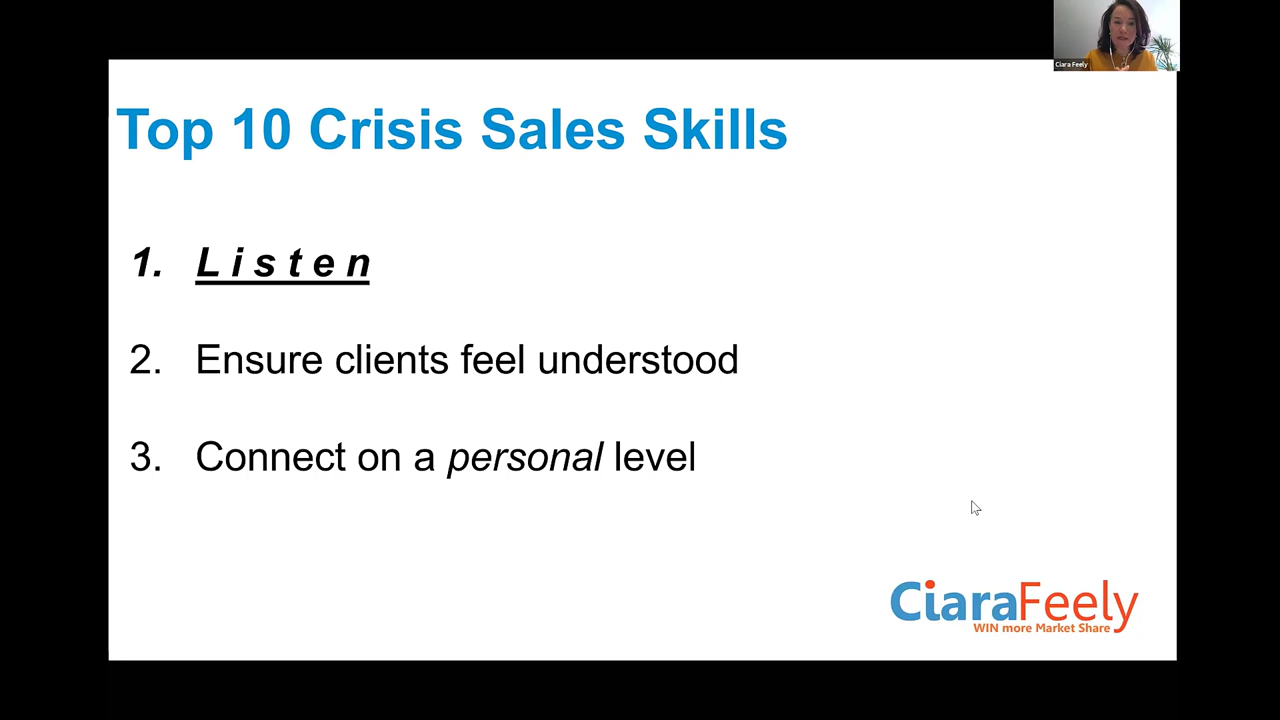 Ciara Feely
Top 10 Crisis Sales Skills
1. L i s t e n
2. Ensure clients feel understood
3. Connect on a personal level
CiaraFeely
WIN more Market Share